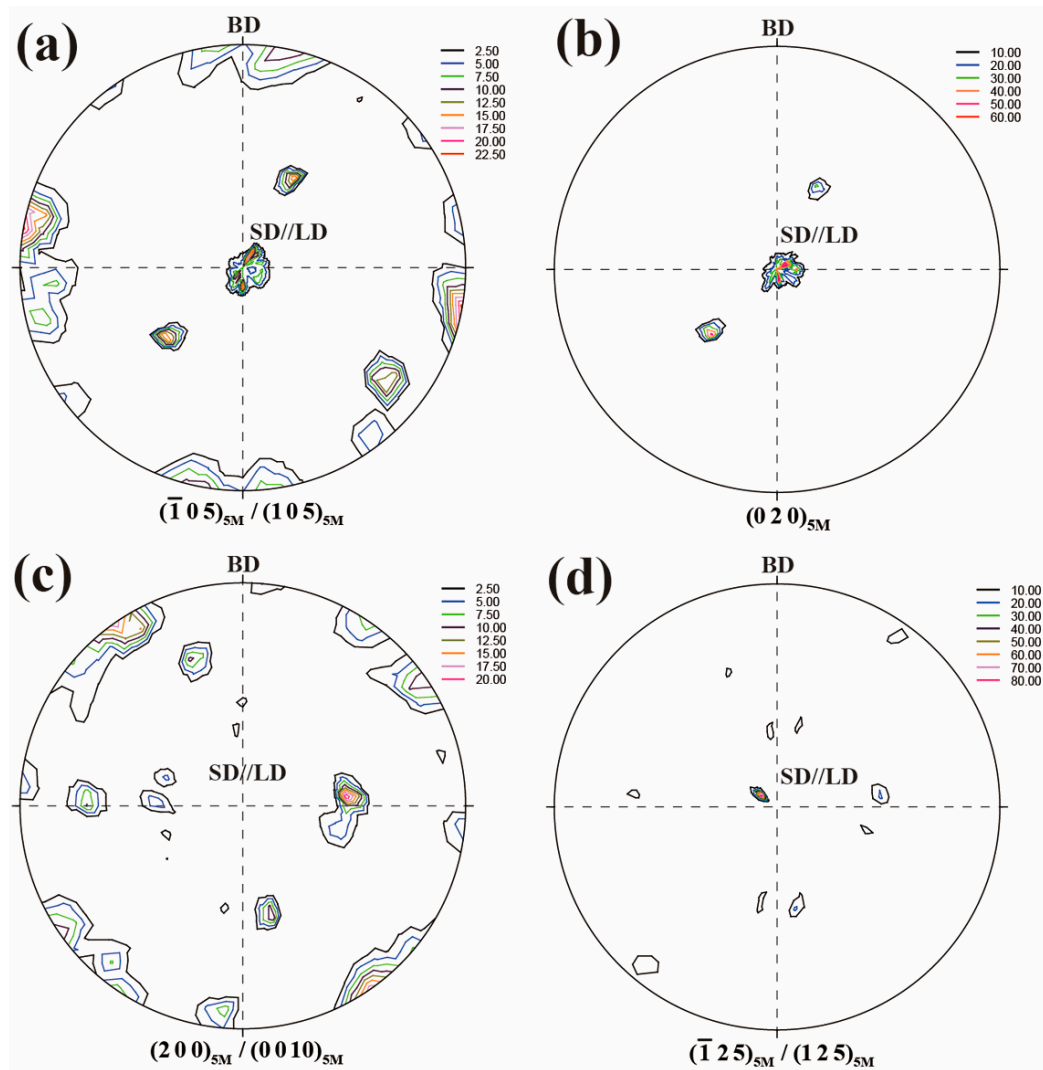 (a)
BD
2.50
5.00
7.50
10.00
12.50
15.00
17.50
20.00
22.50
SD//LD
(1̅ 0 5)5M / (1 0 5)5M
(b)
BD
10.00
20.00
30.00
40.00
50.00
60.00
SD//LD
(0 2 0)5M
(c)
BD
2.50
5.00
7.50
10.00
12.50
15.00
17.50
20.00
SD//LD
(2 0 0)5M / (0 0 10)5M
(d)
BD
10.00
20.00
30.00
40.00
50.00
60.00
70.00
80.00
SD//LD
(1̅ 2 5)5M / (1 2 5)5M